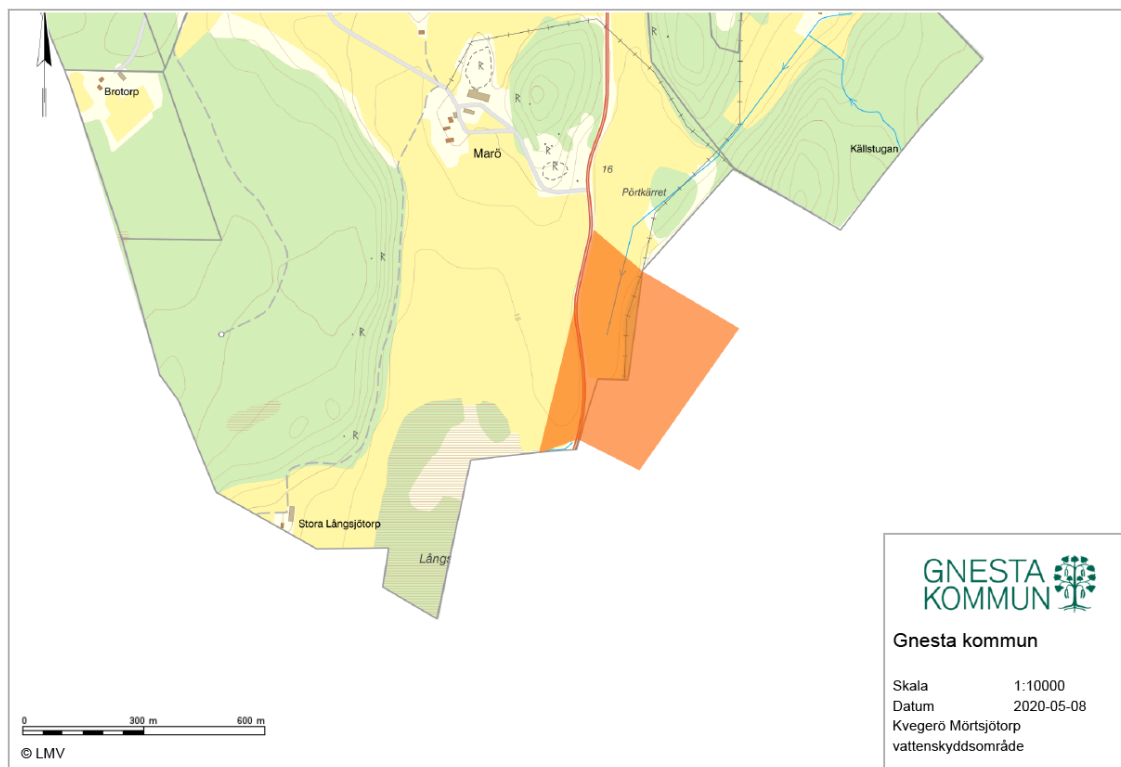 Brotorp
R
R
R
Källstugan
Marö
R
R
16
Pörtkärret
R
15
R
R
Stora Långsjötorp
Långs
GNESTA
KOMMUN
Gnesta kommun
Skala 1:10000
Datum 2020-05-08
Kvegerö Mörtsjötorp
vattenskyddsområde
0 300 m 600 m
© LMV